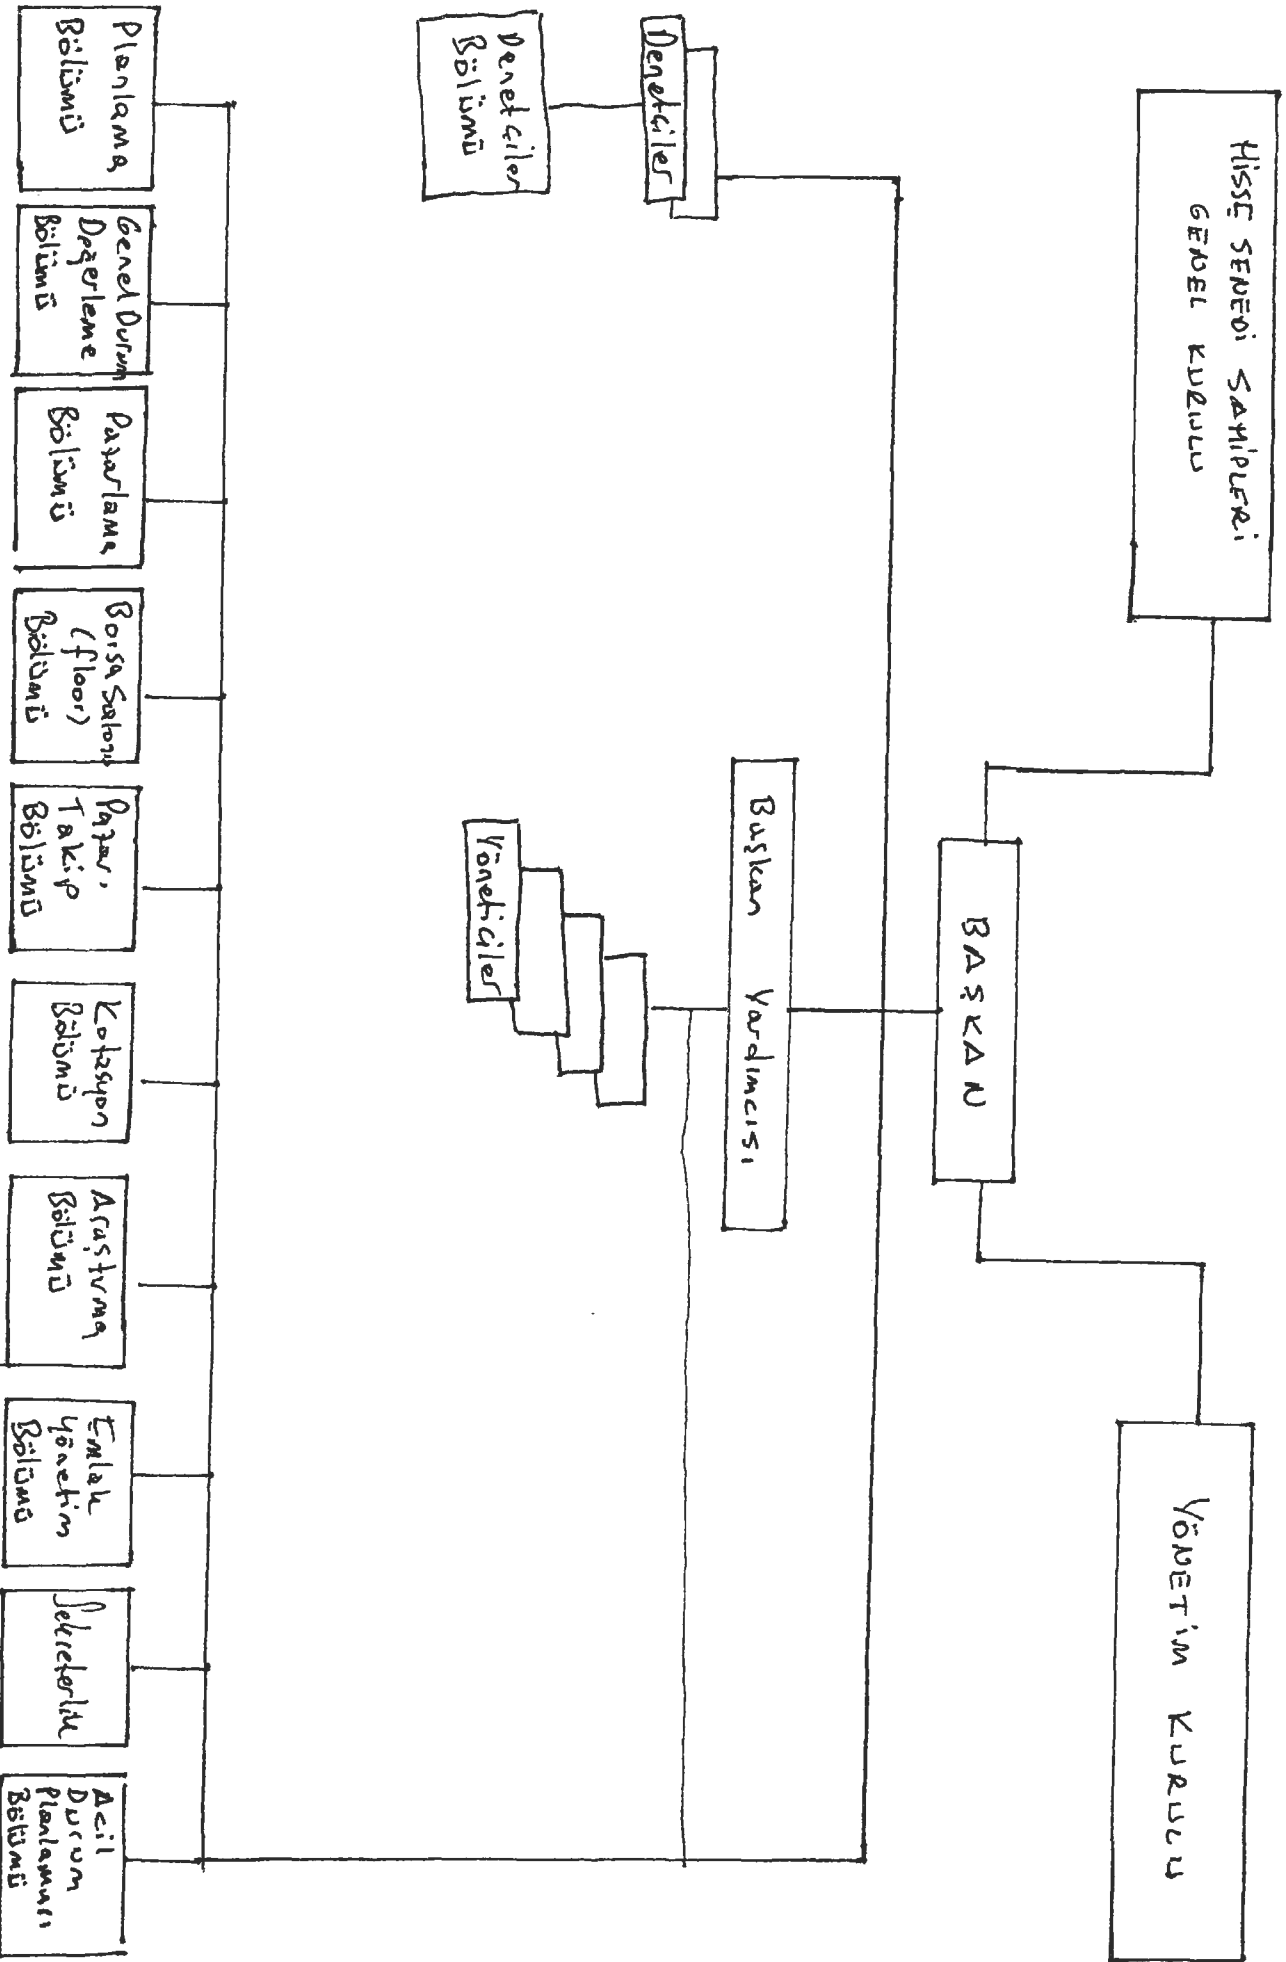 HİSSE SENEDİ SAHİPLERİ
GENEL KURULU
YÖNETİM KURULU
BAŞKAN
Başkan Yardımcısı
Denetçiler
Yöneticiler
Denetçiler
Bölümü
Planlama
Bölümü
Genel Durum
Değerleme
Bölümü
Pazarlama
Bölümü
Borsa Salonu
(floor)
Bölümü
Pazarı
Takip
Bölümü
Kotasyon
Bölümü
Araştırma
Bölümü
Emlak
Yönetim
Bölümü
Sekreterlik
Acil
Durum
Planlaması
Bölümü